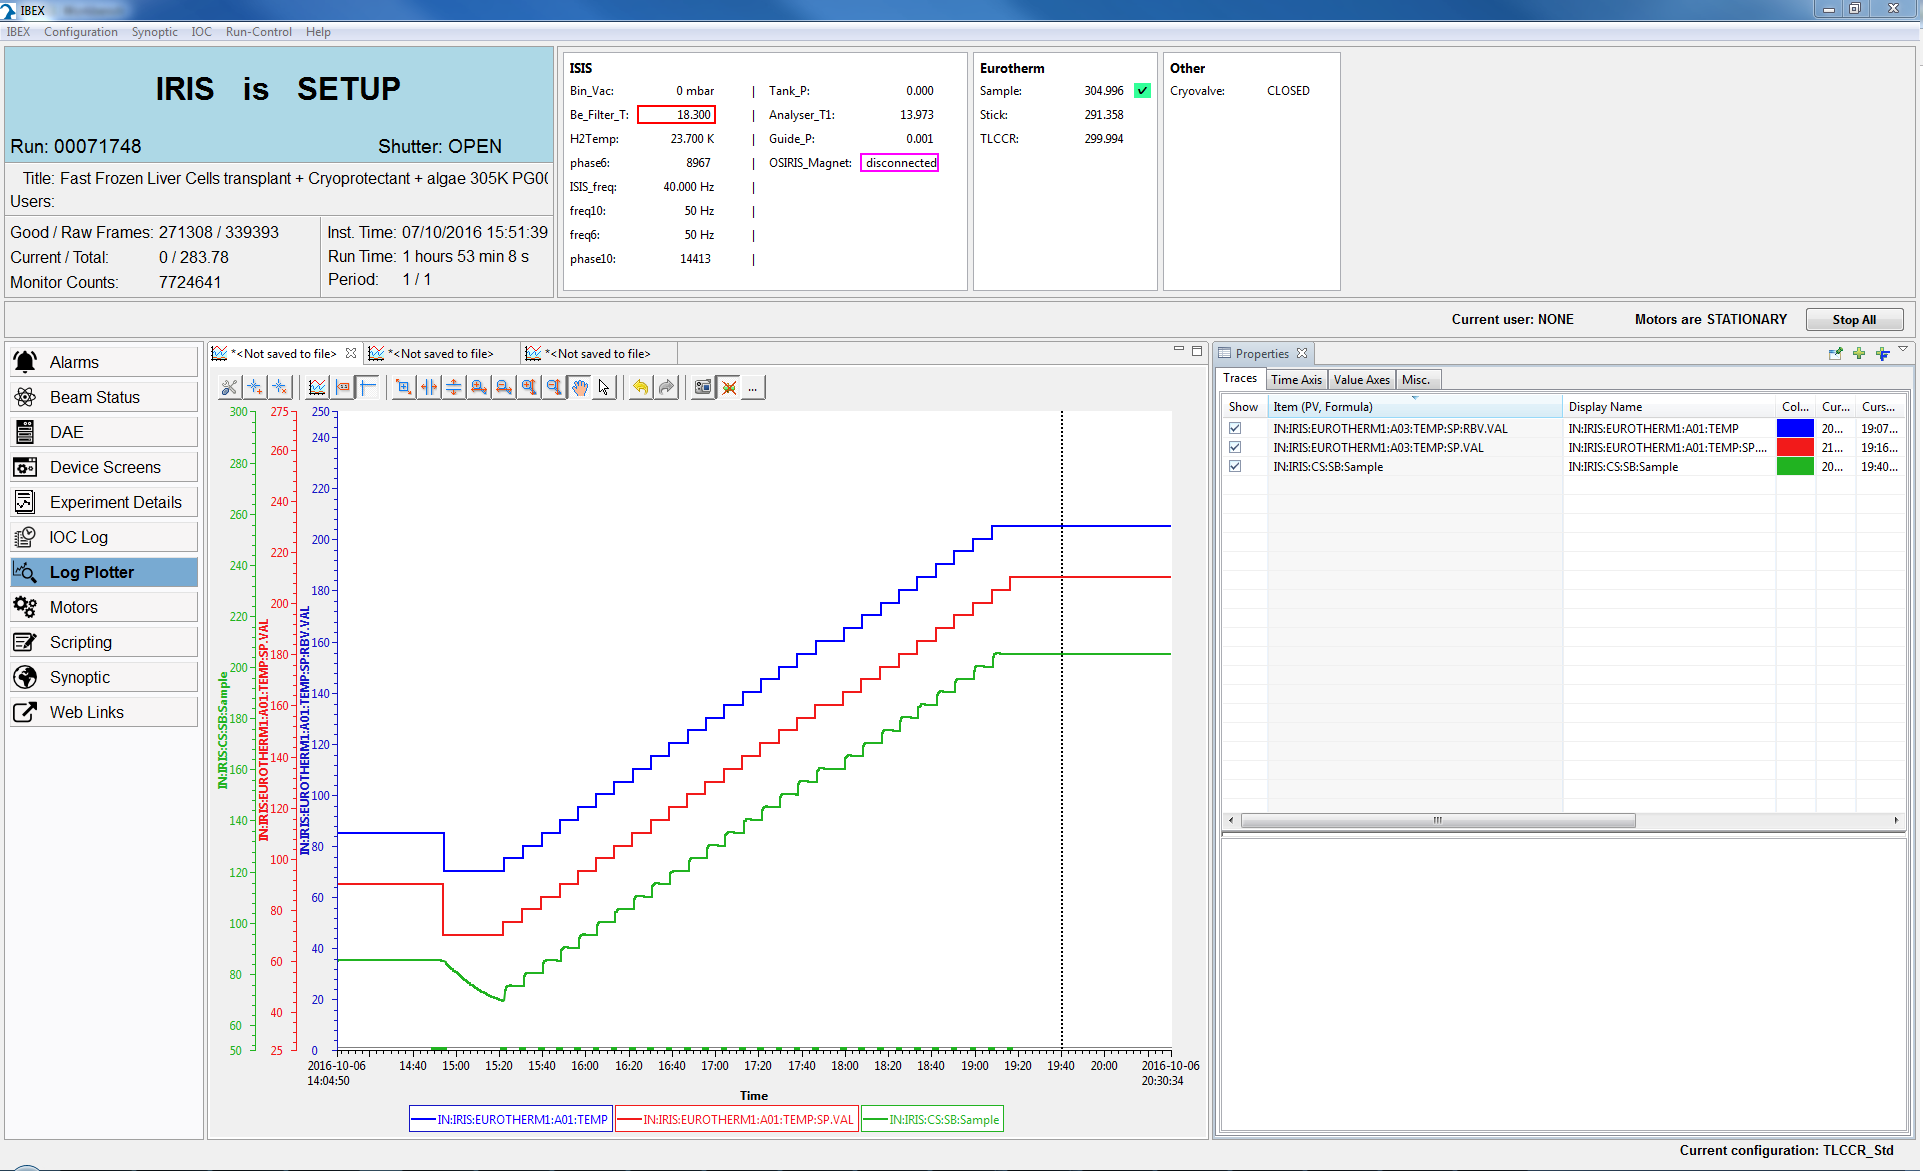 IBEX
IBEX Configuration Synoptic IOC Run-Control Help
IRIS is SETUP
Run: 00071748 Shutter: OPEN
Title: Fast Frozen Liver Cells transplant + Cryoprotectant + algae 305K PG00
Users:
Good / Raw Frames: 271308 / 339393
Current / Total: 0 / 283.78
Monitor Counts: 7724641
Inst. Time: 07/10/2016 15:51:39
Run Time: 1 hours 53 min 8 s
Period: 1 / 1
ISIS
Bin_Vac: 0 mbar | Tank_P: 0.000
Be_Filter_T: 18.300 | Analyser_T1: 13.973
H2Temp: 23.700 K | Guide_P: 0.001
phase6: 8967 | OSIRIS_Magnet: disconnected
ISIS_freq: 40.000 Hz |
freq10: 50 Hz |
freq6: 50 Hz |
phase10: 14413 |
Eurotherm
Sample: 304.996
Stick: 291.358
TLCCR: 299.994
Other
Cryovalve: CLOSED
Current user: NONE Motors are STATIONARY Stop All
Alarms
Beam Status
DAE
Device Screens
Experiment Details
IOC Log
Log Plotter
Motors
Scripting
Synoptic
Web Links
*<Not saved to file> *<Not saved to file> *<Not saved to file>
...
300
280
260
240
220
200
180
160
140
120
100
80
60
50
IN:IRIS:CS:SB:Sample
275
260
240
220
200
180
160
140
120
100
80
60
40
25
IN:IRIS:EUROTHERM1:A01:TEMP:SP.VAL
250
240
220
200
180
160
140
120
100
80
60
40
20
0
IN:IRIS:EUROTHERM1:A01:TEMP:SP:RBV.VAL
2016-10-06 14:40 15:00 15:20 15:40 16:00 16:20 16:40 17:00 17:20 17:40 18:00 18:20 18:40 19:00 19:20 19:40 20:00 2016-10-06
14:04:50 20:30:34
Time
IN:IRIS:EUROTHERM1:A01:TEMP IN:IRIS:EUROTHERM1:A01:TEMP:SP.VAL IN:IRIS:CS:SB:Sample
Properties
Traces Time Axis Value Axes Misc.
Show Item (PV, Formula) Display Name Col... Cur... Curs...
IN:IRIS:EUROTHERM1:A03:TEMP:SP:RBV.VAL IN:IRIS:EUROTHERM1:A01:TEMP 20... 19:07...
IN:IRIS:EUROTHERM1:A03:TEMP:SP.VAL IN:IRIS:EUROTHERM1:A01:TEMP:SP.... 21... 19:16...
IN:IRIS:CS:SB:Sample IN:IRIS:CS:SB:Sample 20... 19:40...
Current configuration: TLCCR_Std